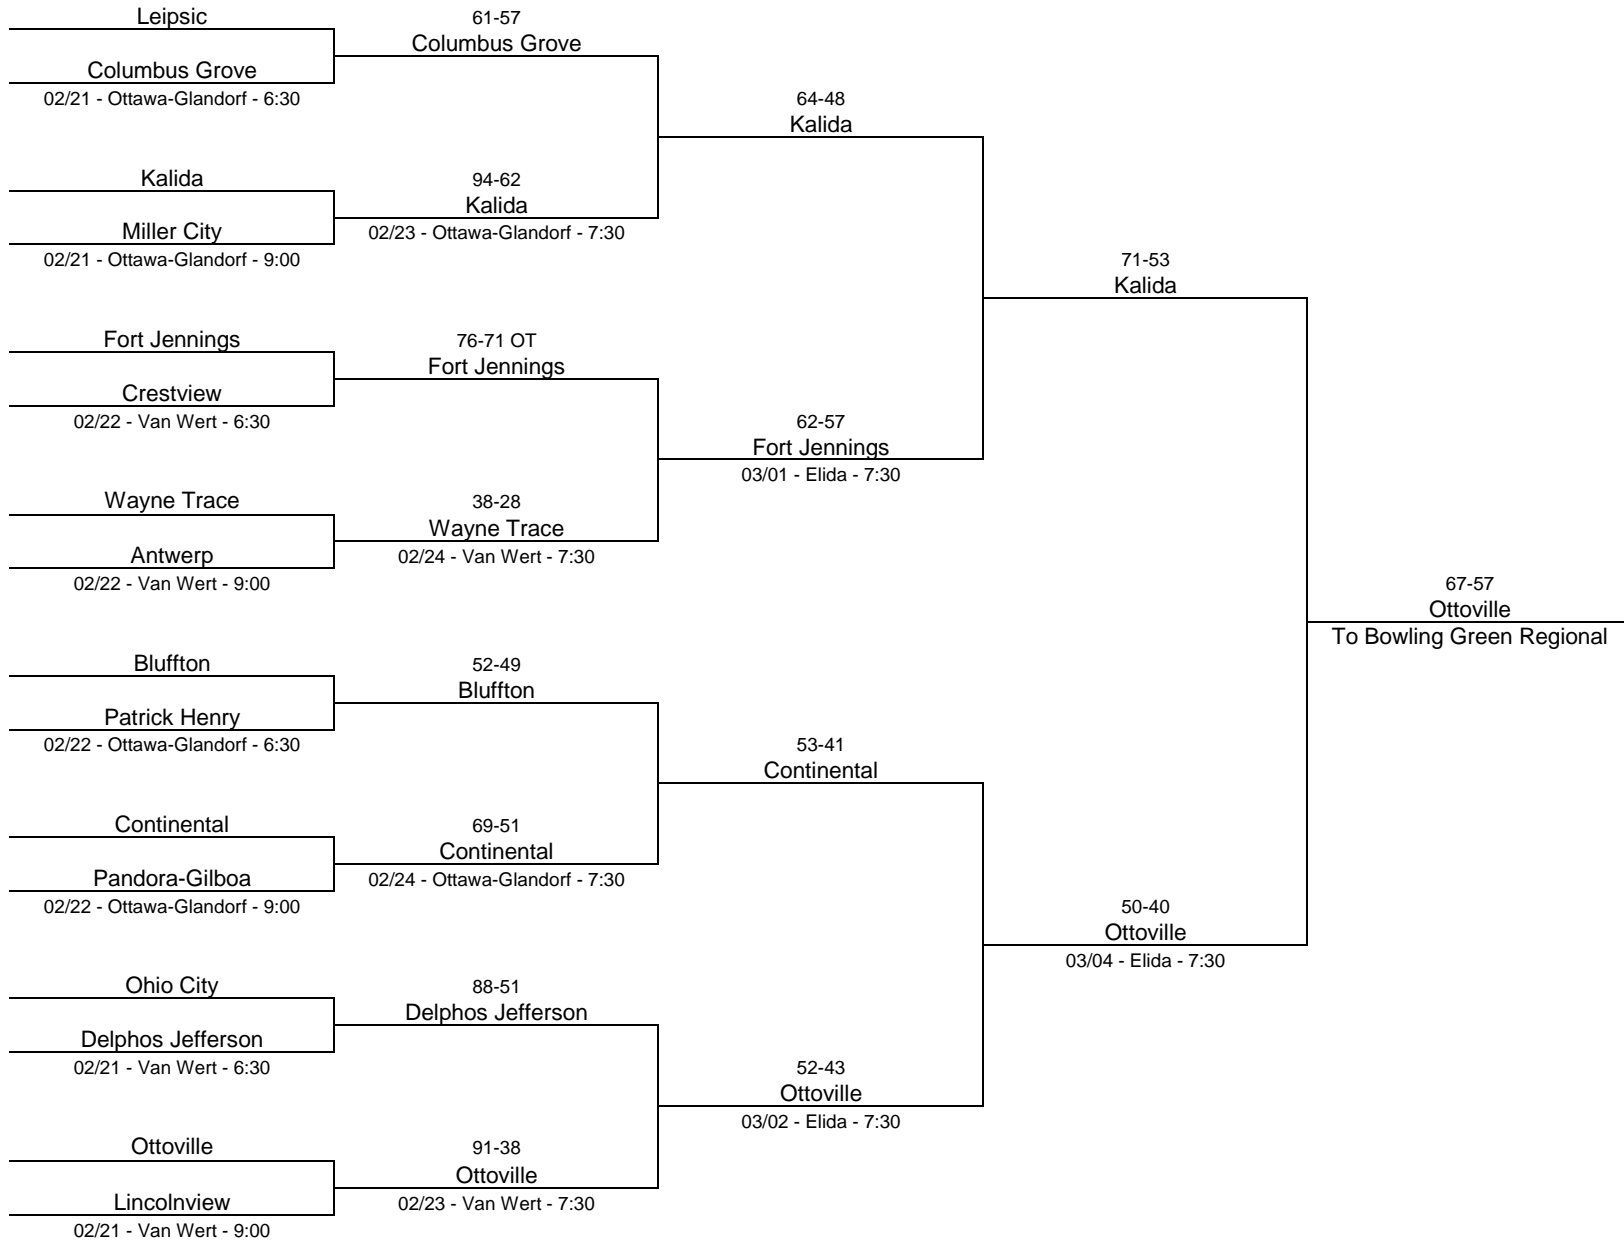 Leipsic
Columbus Grove
02/21 - Ottawa-Glandorf - 6:30
Kalida
Miller City
02/21 - Ottawa-Glandorf - 9:00
Fort Jennings
Crestview
02/22 - Van Wert - 6:30
Wayne Trace
Antwerp
02/22 - Van Wert - 9:00
Bluffton
Patrick Henry
02/22 - Ottawa-Glandorf - 6:30
Continental
Pandora-Gilboa
02/22 - Ottawa-Glandorf - 9:00
Ohio City
Delphos Jefferson
02/21 - Van Wert - 6:30
Ottoville
Lincolnview
02/21 - Van Wert - 9:00
61-57
Columbus Grove
94-62
Kalida
02/23 - Ottawa-Glandorf - 7:30
76-71 OT
Fort Jennings
38-28
Wayne Trace
02/24 - Van Wert - 7:30
52-49
Bluffton
69-51
Continental
02/24 - Ottawa-Glandorf - 7:30
88-51
Delphos Jefferson
91-38
Ottoville
02/23 - Van Wert - 7:30
64-48
Kalida
62-57
Fort Jennings
03/01 - Elida - 7:30
53-41
Continental
52-43
Ottoville
03/02 - Elida - 7:30
71-53
Kalida
50-40
Ottoville
03/04 - Elida - 7:30
67-57
Ottoville
To Bowling Green Regional